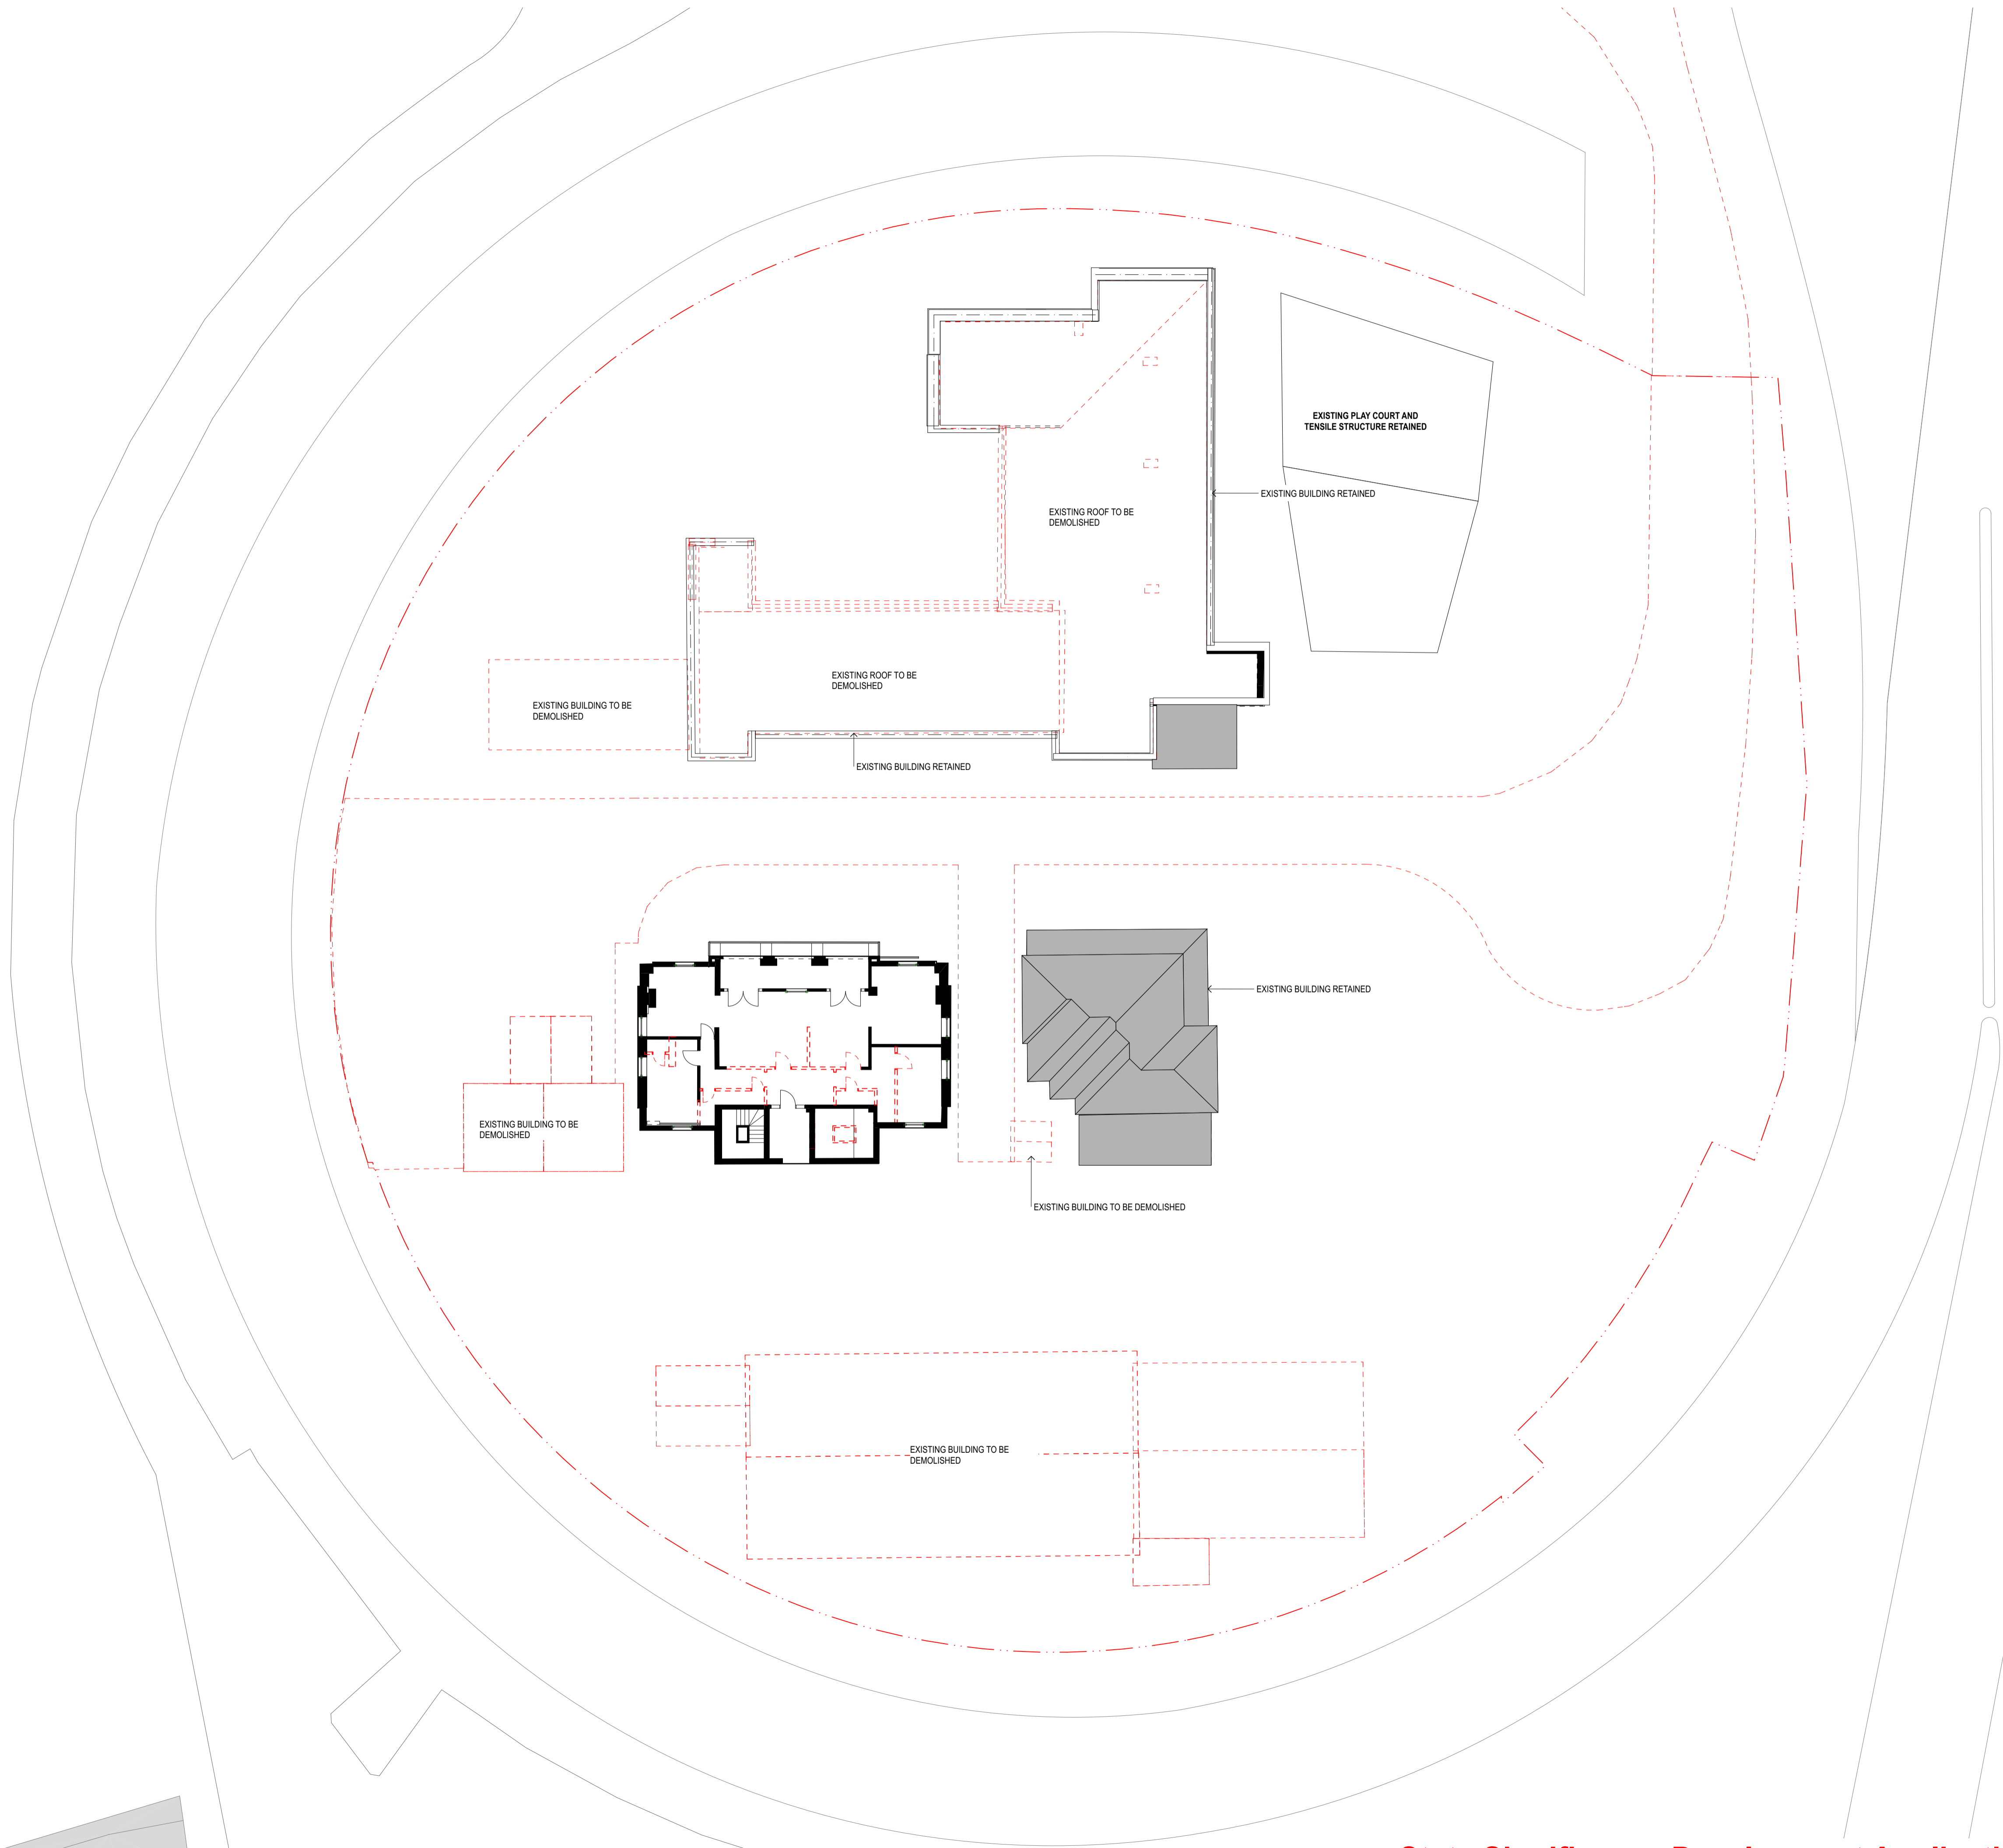 EXISTING PLAY COURT AND
TENSILE STRUCTURE RETAINED
EXISTING BUILDING RETAINED
EXISTING ROOF TO BE
DEMOLISHED
EXISTING ROOF TO BE
DEMOLISHED
EXISTING BUILDING TO BE
DEMOLISHED
EXISTING BUILDING RETAINED
EXISTING BUILDING RETAINED
EXISTING BUILDING TO BE
DEMOLISHED
EXISTING BUILDING TO BE DEMOLISHED
EXISTING BUILDING TO BE
DEMOLISHED